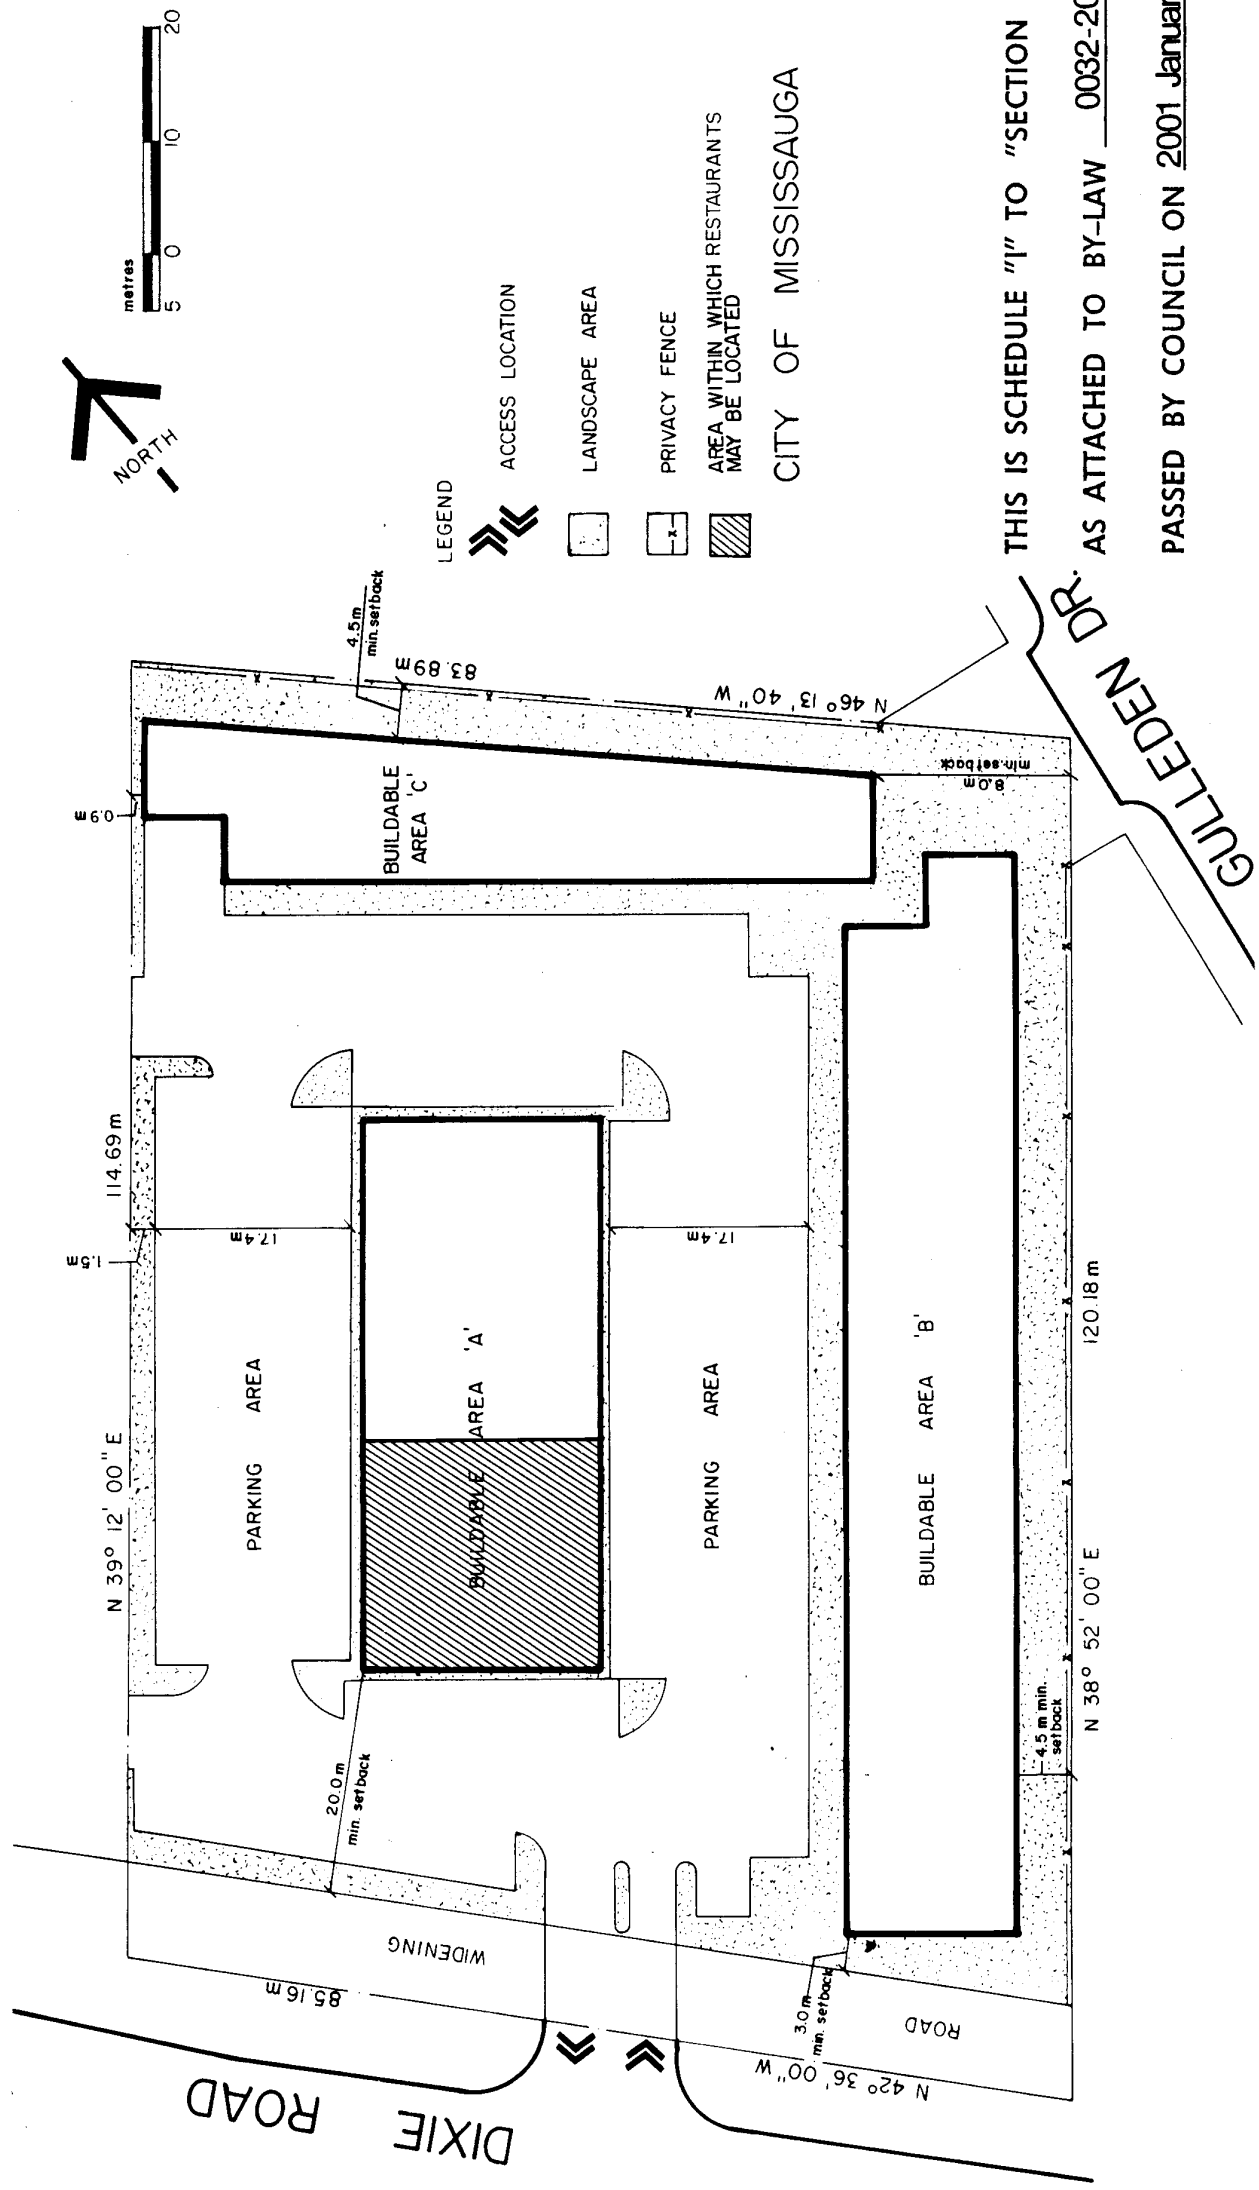 metres
5 0 10 20
NORTH
LEGEND
ACCESS LOCATION
LANDSCAPE AREA
PRIVACY FENCE
x
AREA WITHIN WHICH RESTAURANTS
MAY BE LOCATED
CITY OF MISSISSAUGA
THIS IS SCHEDULE "I" TO "SECTION
AS ATTACHED TO BY-LAW 0032-20
PASSED BY COUNCIL ON 2001 Januar
N 39° 12' 00" E
114.69m
1.5m
0.9m
17.4m
PARKING AREA
20.0m
min. setback
BUILDABLE AREA 'A'
BUILDABLE
AREA 'C'
4.5m
min. setback
83.89m
N 46° 13' 40" W
8.0m
min. setback
17.4m
PARKING AREA
BUILDABLE AREA 'B'
4.5 m min.
setback
N 38° 52' 00" E
120.18m
3.0m
min. setback
ROAD WIDENING
85.16m
N 42° 36' 00" W
DIXIE ROAD
GULLEDEN DR.